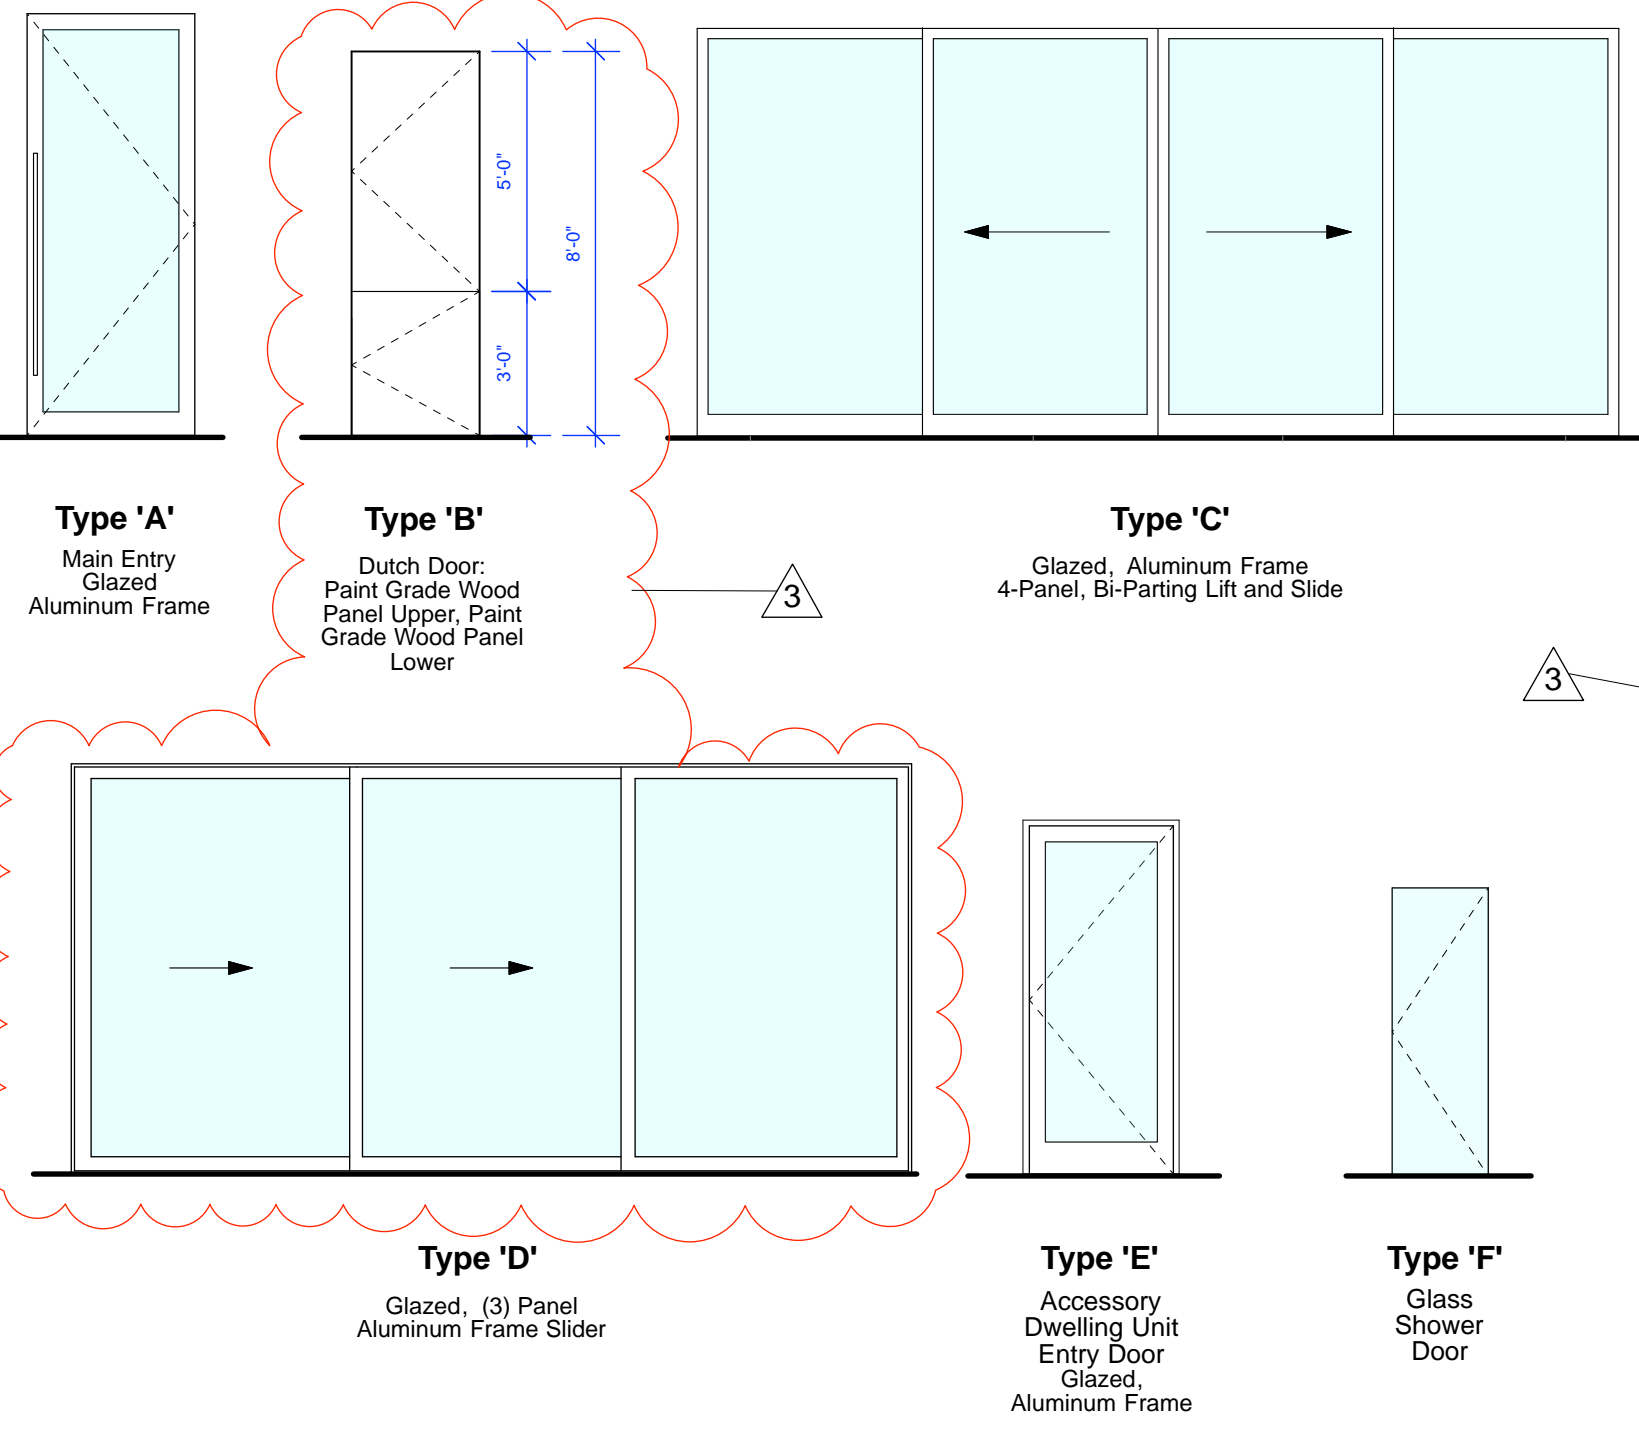 5'-0"
8'-0"
3'-0"
Type 'A'
Main Entry
Glazed
Aluminum Frame
Type 'B'
Dutch Door:
Paint Grade Wood
Panel Upper, Paint
Grade Wood Panel
Lower
3
Type 'C'
Glazed, Aluminum Frame
4-Panel, Bi-Parting Lift and Slide
3
Type 'D'
Glazed, (3) Panel
Aluminum Frame Slider
Type 'E'
Accessory
Dwelling Unit
Entry Door
Glazed,
Aluminum Frame
Type 'F'
Glass
Shower
Door